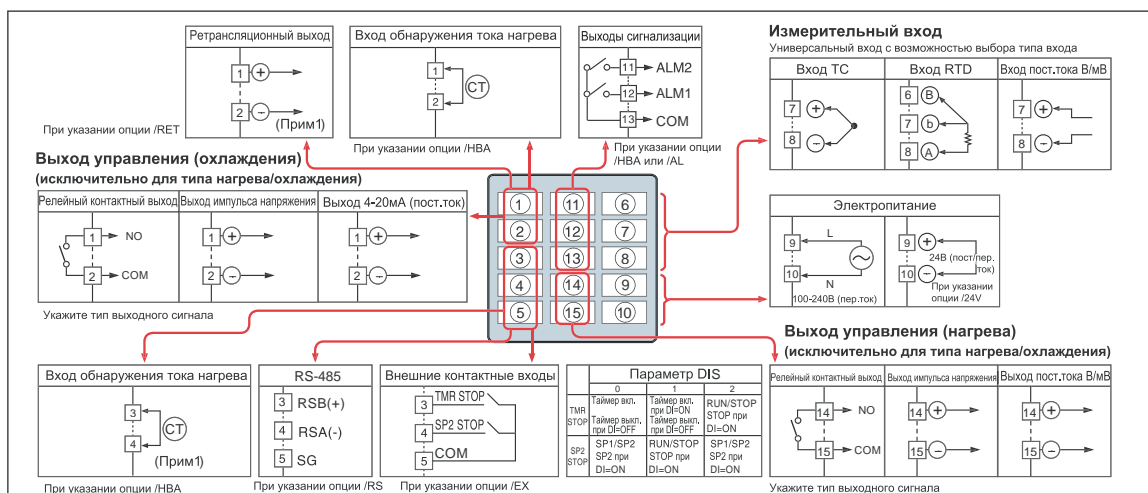 Ретрансляционный выход
1 +
2 −
(Прим1)
При указании опции /RET
Вход обнаружения тока нагрева
1
CT
2
При указании опции /HBA
Выходы сигнализации
11 ALM2
12 ALM1
13 COM
При указании опции
/HBA или /AL
Измерительный вход
Универсальный вход с возможностью выбора типа входа
Вход TC
7 +
8 −
Вход RTD
6 B
7 b
8 A
Вход пост.тока В/мВ
7 +
8 −
Выход управления (охлаждения)
(исключительно для типа нагрева/охлаждения)
Релейный контактный выход
1 NO
2 COM
Выход импульса напряжения
1 +
2 −
Выход 4-20мА (пост.ток)
1 +
2 −
Укажите тип выходного сигнала
1 11 6
2 12 7
3 13 8
4 14 9
5 15 10
Электропитание
9 L
10 N
100-240В (пер.ток)
9 +
24В (пост/пер.
ток)
10 −
При указании
опции /24V
Вход обнаружения тока нагрева
3
CT
4
(Прим1)
При указании опции /HBA
RS-485
3 RSB(+)
4 RSA(-)
5 SG
При указании опции /RS
Внешние контактные входы
3 TMR STOP
4 SP2 STOP
5 COM
При указании опции /EX
Параметр DIS
0 1 2
TMR
STOP
Таймер вкл.
Таймер выкл.
при DI=OFF
Таймер вкл.
при DI=ON
Таймер выкл.
при DI=OFF
RUN/STOP
STOP при
DI=ON
SP2
STOP
SP1/SP2
SP2 при
DI=ON
RUN/STOP
STOP при
DI=ON
SP1/SP2
SP2 при
DI=ON
Выход управления (нагрева)
(исключительно для типа нагрева/охлаждения)
Релейный контактный выход
14 NO
15 COM
Выход импульса напряжения
14 +
15 −
Выход пост.тока В/мВ
14 +
15 −
Укажите тип выходного сигнала